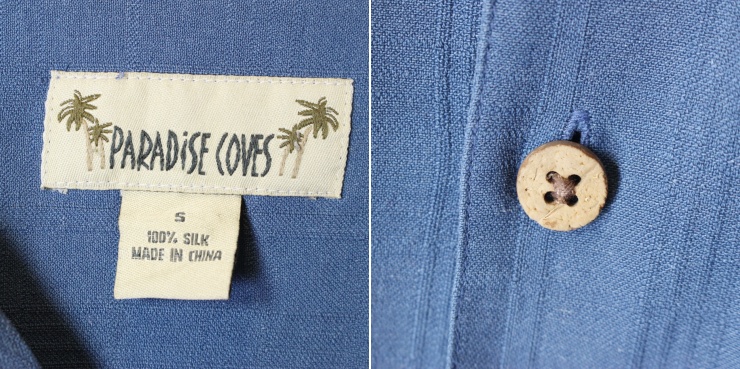 PARADiSE COVES
S
100% SILK
MADE IN CHINA